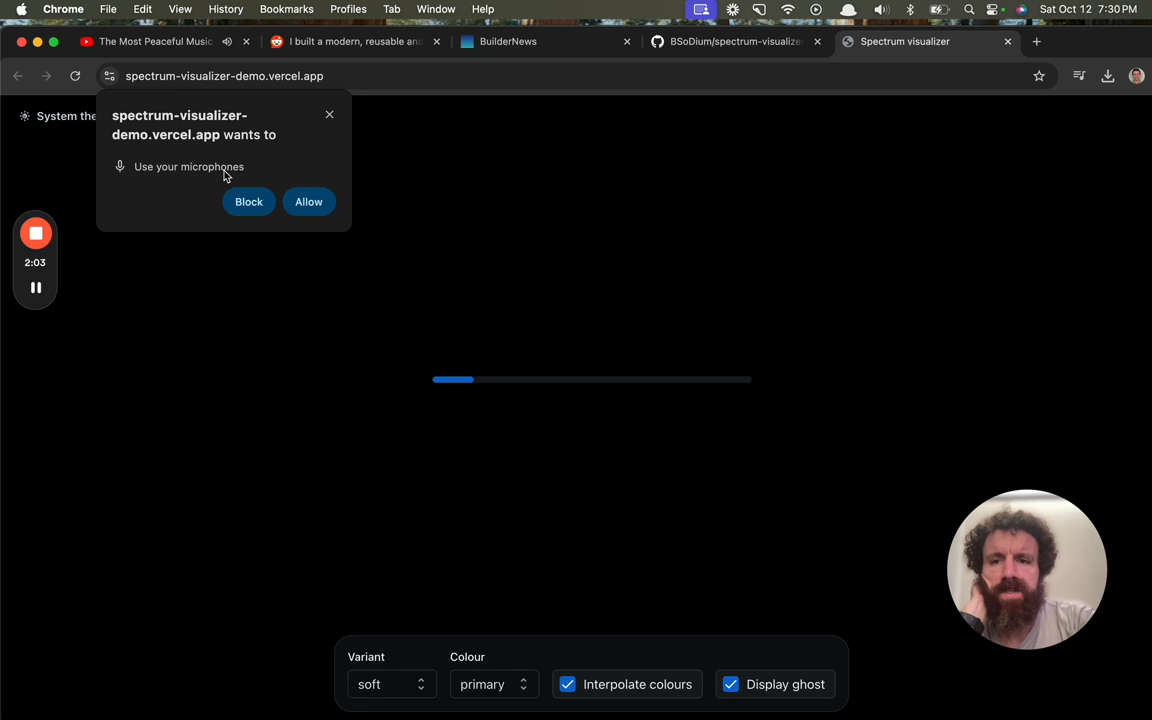 Chrome File Edit View History Bookmarks Profiles Tab Window Help Sat Oct 12 7:30 PM
The Most Peaceful Music I built a modern, reusable and BuilderNews BSoDium/spectrum-visualizer Spectrum visualizer
spectrum-visualizer-demo.vercel.app
System the
spectrum-visualizer-
demo.vercel.app wants to
Use your microphones
Block Allow
2:03
Variant Colour
soft primary Interpolate colours Display ghost